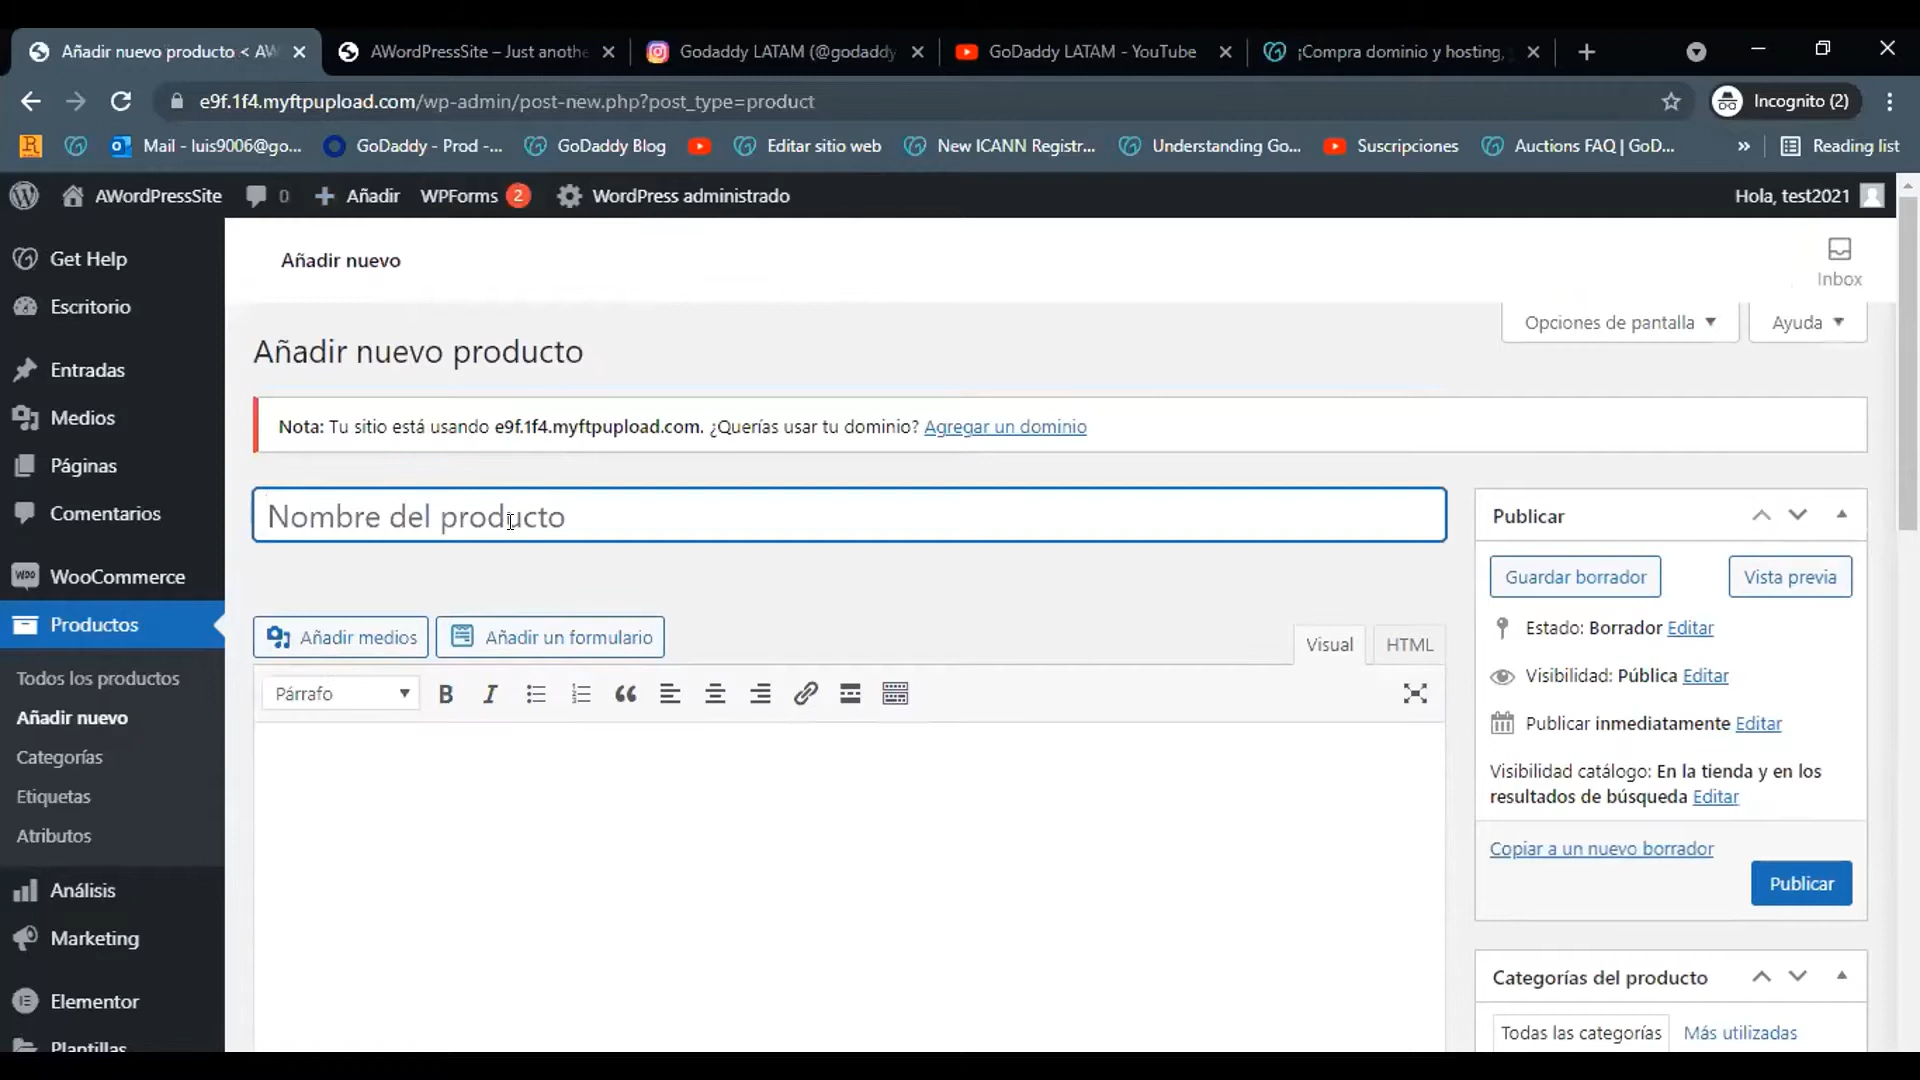 Añadir nuevo producto < AW
AWordPressSite – Just anothe
Godaddy LATAM (@godaddy
GoDaddy LATAM - YouTube
¡Compra dominio y hosting,
e9f.1f4.myftpupload.com/wp-admin/post-new.php?post_type=product
Incognito (2)
Mail - luis9006@go...
GoDaddy - Prod -...
GoDaddy Blog
Editar sitio web
New ICANN Registr...
Understanding Go...
Suscripciones
Auctions FAQ | GoD...
»
Reading list
AWordPressSite
0
Añadir
WPForms 2
WordPress administrado
Hola, test2021
Get Help
Escritorio
Entradas
Medios
Páginas
Comentarios
WooCommerce
Productos
Todos los productos
Añadir nuevo
Categorías
Etiquetas
Atributos
Análisis
Marketing
Elementor
Plantillas
Añadir nuevo
Inbox
Opciones de pantalla
Ayuda
Añadir nuevo producto
Nota: Tu sitio está usando e9f.1f4.myftpupload.com. ¿Querías usar tu dominio? Agregar un dominio
Nombre del producto
Añadir medios
Añadir un formulario
Visual
HTML
Párrafo
B I
Publicar
Guardar borrador
Vista previa
Estado: Borrador Editar
Visibilidad: Pública Editar
Publicar inmediatamente Editar
Visibilidad catálogo: En la tienda y en los
resultados de búsqueda Editar
Copiar a un nuevo borrador
Publicar
Categorías del producto
Todas las categorías
Más utilizadas